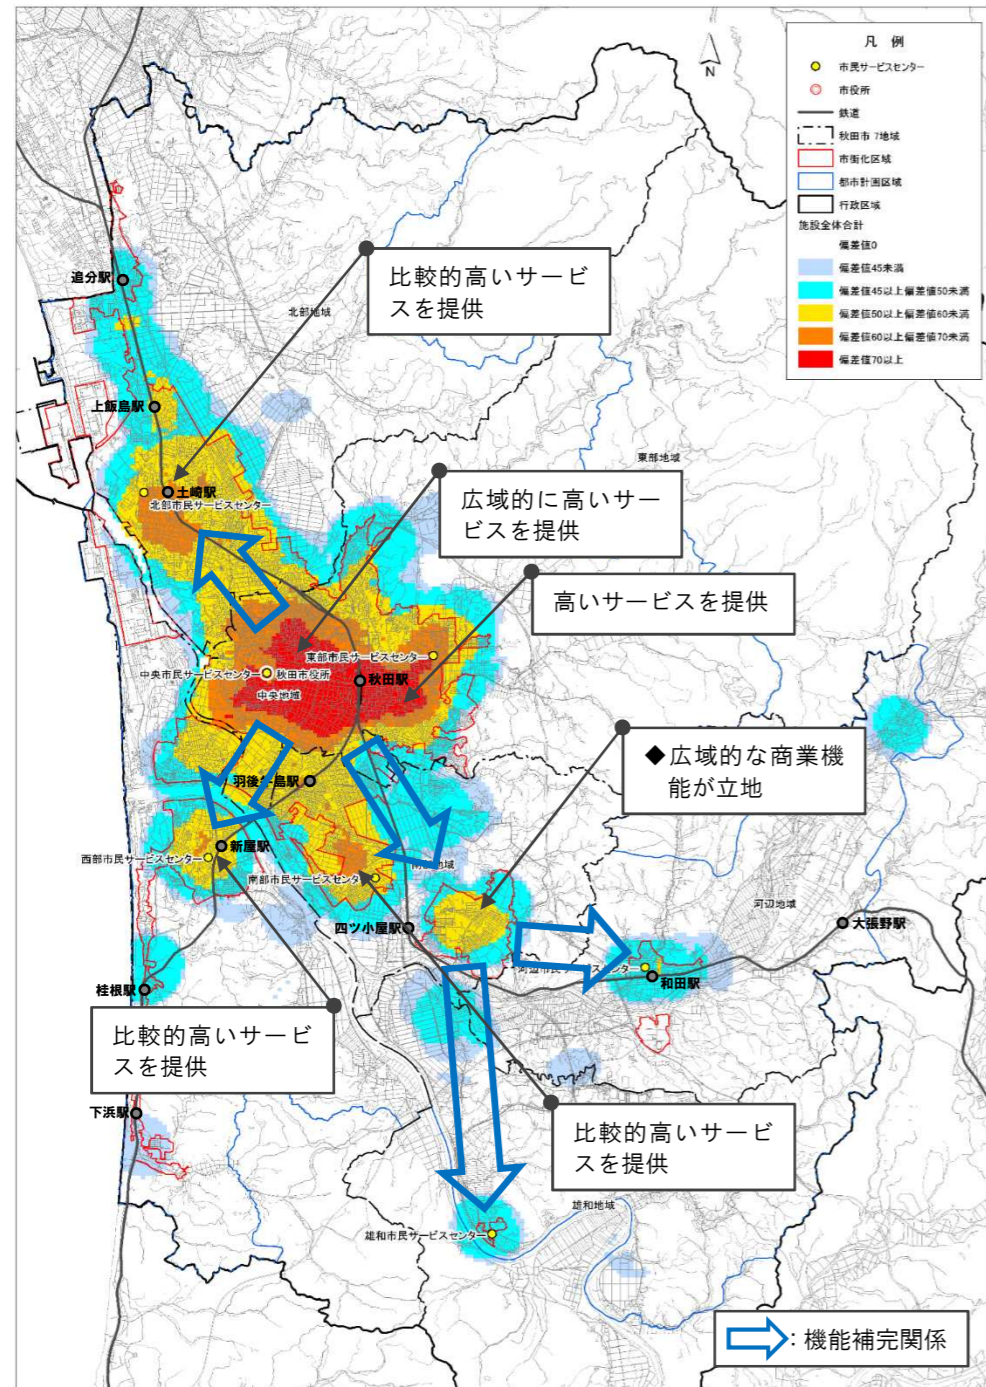 凡 例
市民サービスセンター
市役所
鉄道
秋田市 7地域
市街化区域
都市計画区域
行政区域
施設全体合計
偏差値0
偏差値45未満
偏差値45以上偏差値50未満
偏差値50以上偏差値60未満
偏差値60以上偏差値70未満
偏差値70以上
N
比較的高いサービ
スを提供
追分駅
北部地域
上飯島駅
東部地域
土崎駅
北部市民サービスセンター
広域的に高いサー
ビスを提供
高いサービスを提供
東部市民サービスセンター
中央市民サービスセンター
秋田市役所
秋田駅
中央地域
◆広域的な商業機
能が立地
羽後牛島駅
新屋駅
西部市民サービスセンター
南部市民サービスセンター
地域
河辺地域
四ツ小屋駅
大張野駅
河辺市民サービスセンター
和田駅
桂根駅
比較的高いサービ
スを提供
下浜駅
比較的高いサービ
スを提供
雄和地域
雄和市民サービスセンター
:機能補完関係